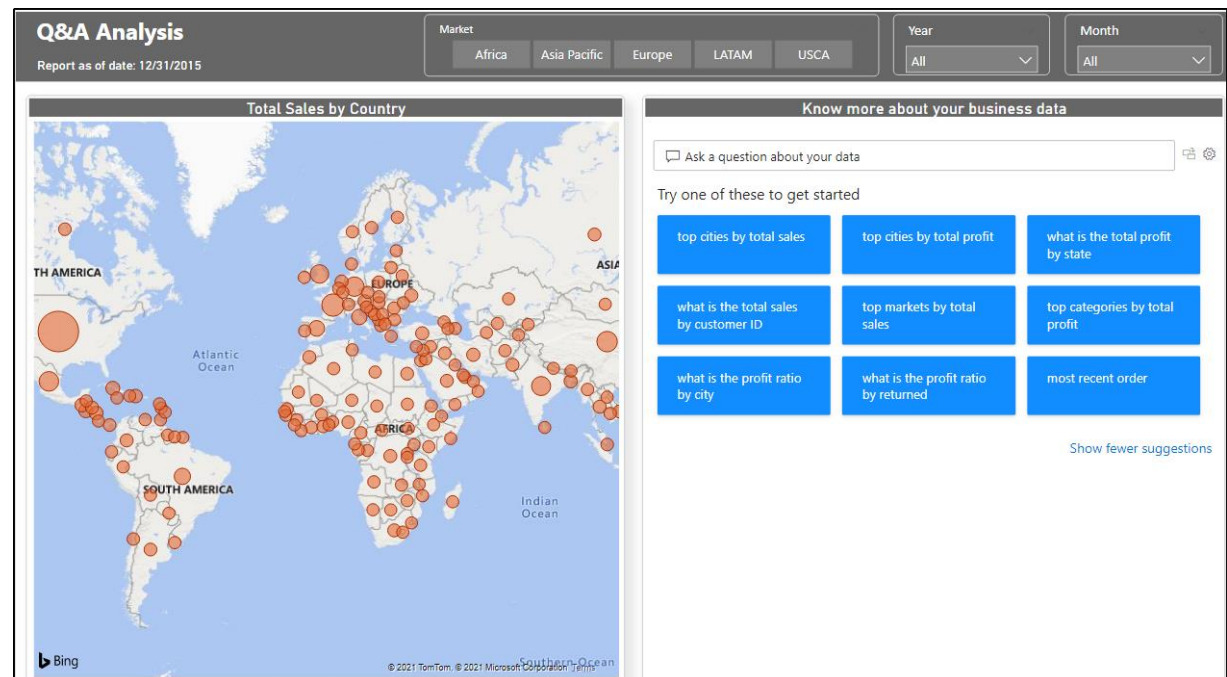 Q&A Analysis
Report as of date: 12/31/2015
Market
Africa
Asia Pacific
Europe
LATAM
USCA
Year
All
Month
All
Total Sales by Country
TH AMERICA
EUROPE
ASIA
Atlantic
Ocean
AFRICA
SOUTH AMERICA
Indian
Ocean
Southern Ocean
Bing
© 2021 TomTom. © 2021 Microsoft Corporation Terms
Know more about your business data
Ask a question about your data
Try one of these to get started
top cities by total sales
top cities by total profit
what is the total profit
by state
what is the total sales
by customer ID
top markets by total
sales
top categories by total
profit
what is the profit ratio
by city
what is the profit ratio
by returned
most recent order
Show fewer suggestions